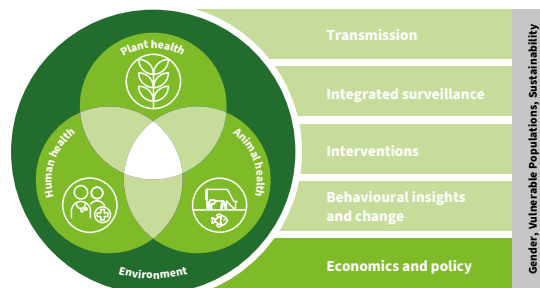 Plant health
Human health
Animal health
Environment
Transmission
Integrated surveillance
Interventions
Behavioural insights
and change
Economics and policy
Gender, Vulnerable Populations, Sustainability